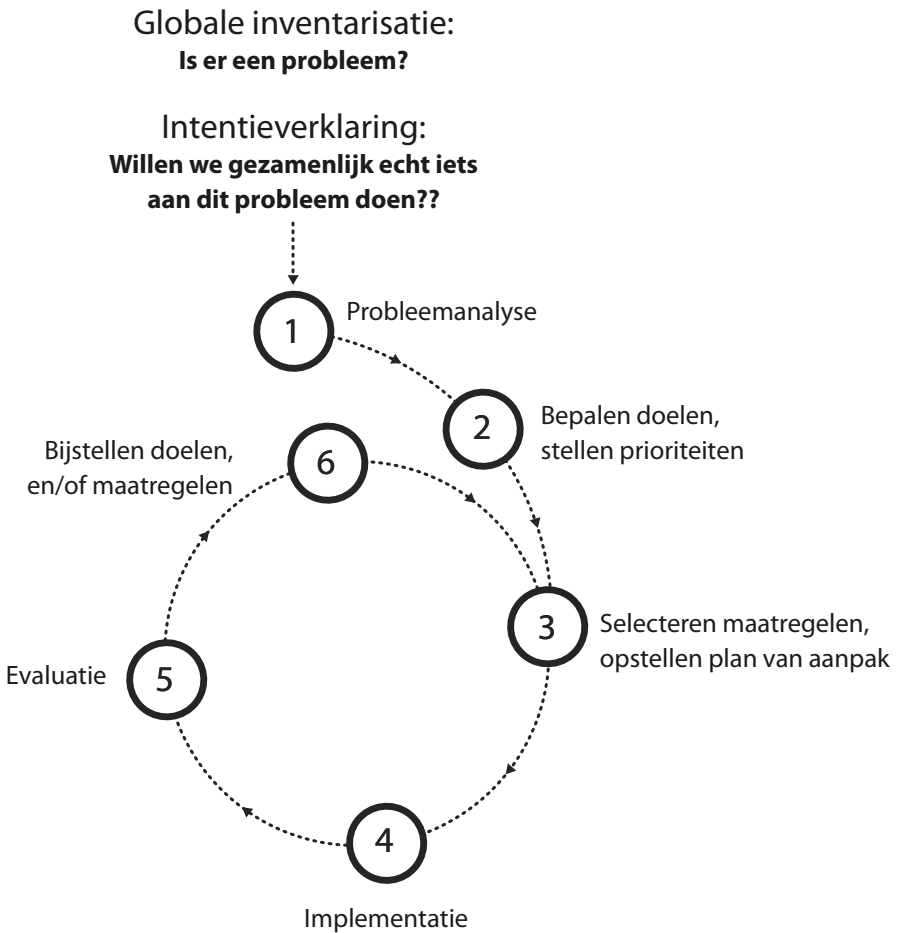 Globale inventarisatie:
Is er een probleem?
Intentieverklaring:
Willen we gezamenlijk echt iets
aan dit probleem doen??
1
Probleemanalyse
2
Bepalen doelen,
stellen prioriteiten
6
Bijstellen doelen,
en/of maatregelen
3
Selecteren maatregelen,
opstellen plan van aanpak
5
Evaluatie
4
Implementatie